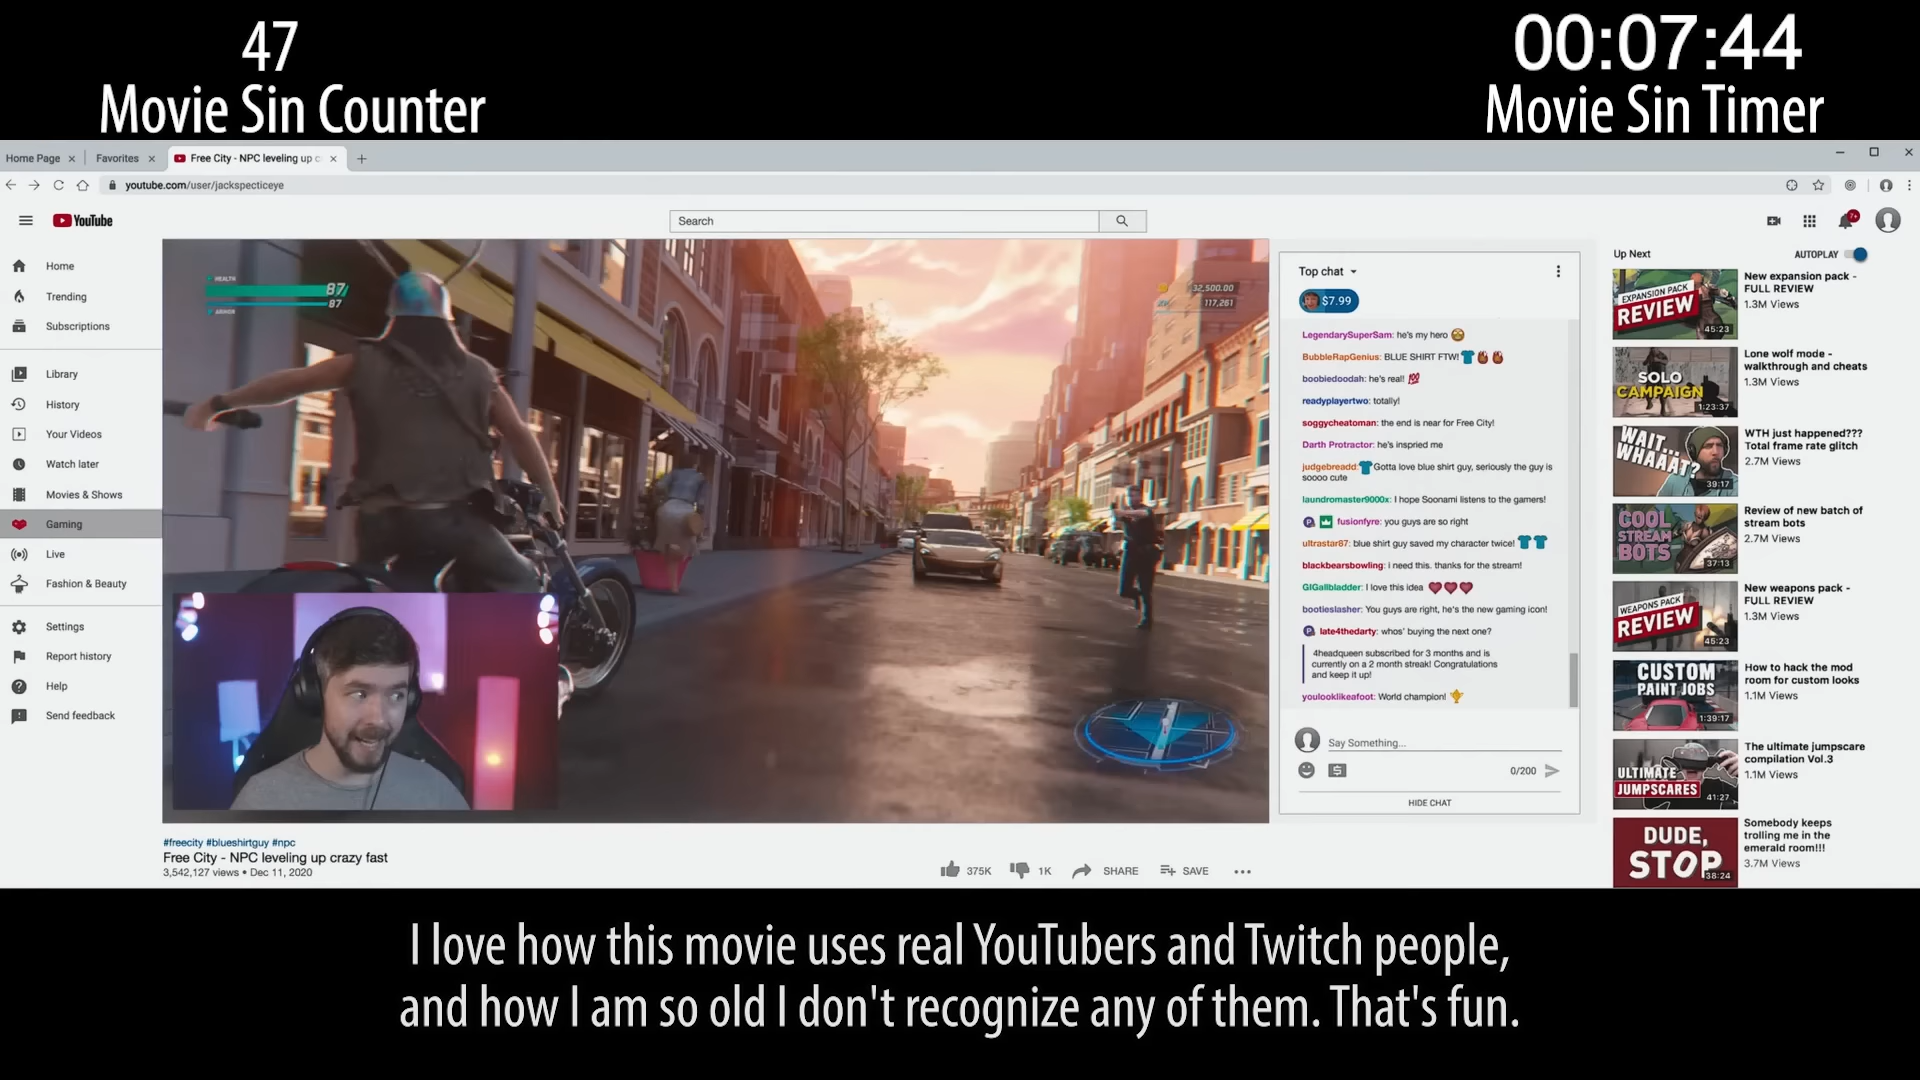 47
Movie Sin Counter
00:07:44
Movie Sin Timer
Home Page
Favorites
Free City - NPC leveling up c
youtube.com/user/jackspecticeye
YouTube
Search
7+
Home
Trending
Subscriptions
Library
History
Your Videos
Watch later
Movies & Shows
Gaming
Live
Fashion & Beauty
Settings
Report history
Help
Send feedback
HEALTH
87
87
ARMOR
32,500.00
117,261
#freecity #blueshirtguy #npc
Free City - NPC leveling up crazy fast
3,542,127 views • Dec 11, 2020
375K
1K
SHARE
SAVE
Top chat
$7.99
LegendarySuperSam: he's my hero
BubbleRapGenius: BLUE SHIRT FTW!
boobiedoodah: he's real! 💯
readyplayertwo: totally!
soggycheatoman: the end is near for Free City!
Darth Protractor: he's inspried me
judgebreadd: Gotta love blue shirt guy, seriously the guy is
soooo cute
laundromaster9000x: I hope Soonami listens to the gamers!
P fusionfyre: you guys are so right
ultrastar87: blue shirt guy saved my character twice!
blackbearsbowling: i need this. thanks for the stream!
GIGallbladder: I love this idea
bootieslasher: You guys are right, he's the new gaming icon!
P late4thedarty: whos' buying the next one?
4headqueen subscribed for 3 months and is
currently on a 2 month streak! Congratulations
and keep it up!
youlooklikeafoot: World champion!
Say Something...
0/200
HIDE CHAT
Up Next
AUTOPLAY
EXPANSION PACK
REVIEW
45:23
New expansion pack -
FULL REVIEW
1.3M Views
SOLO
CAMPAIGN
1:23:37
Lone wolf mode -
walkthrough and cheats
1.3M Views
WAIT...
WHAAAT?
39:17
WTH just happened???
Total frame rate glitch
2.7M Views
COOL
STREAM
BOTS
37:13
Review of new batch of
stream bots
2.7M Views
WEAPONS PACK
REVIEW
45:23
New weapons pack -
FULL REVIEW
1.3M Views
CUSTOM
PAINT JOBS
1:39:17
How to hack the mod
room for custom looks
1.1M Views
ULTIMATE
JUMPSCARES
41:27
The ultimate jumpscare
compilation Vol.3
1.1M Views
DUDE,
STOP
38:24
Somebody keeps
trolling me in the
emerald room!!!
3.7M Views
I love how this movie uses real YouTubers and Twitch people,
and how I am so old I don't recognize any of them. That's fun.